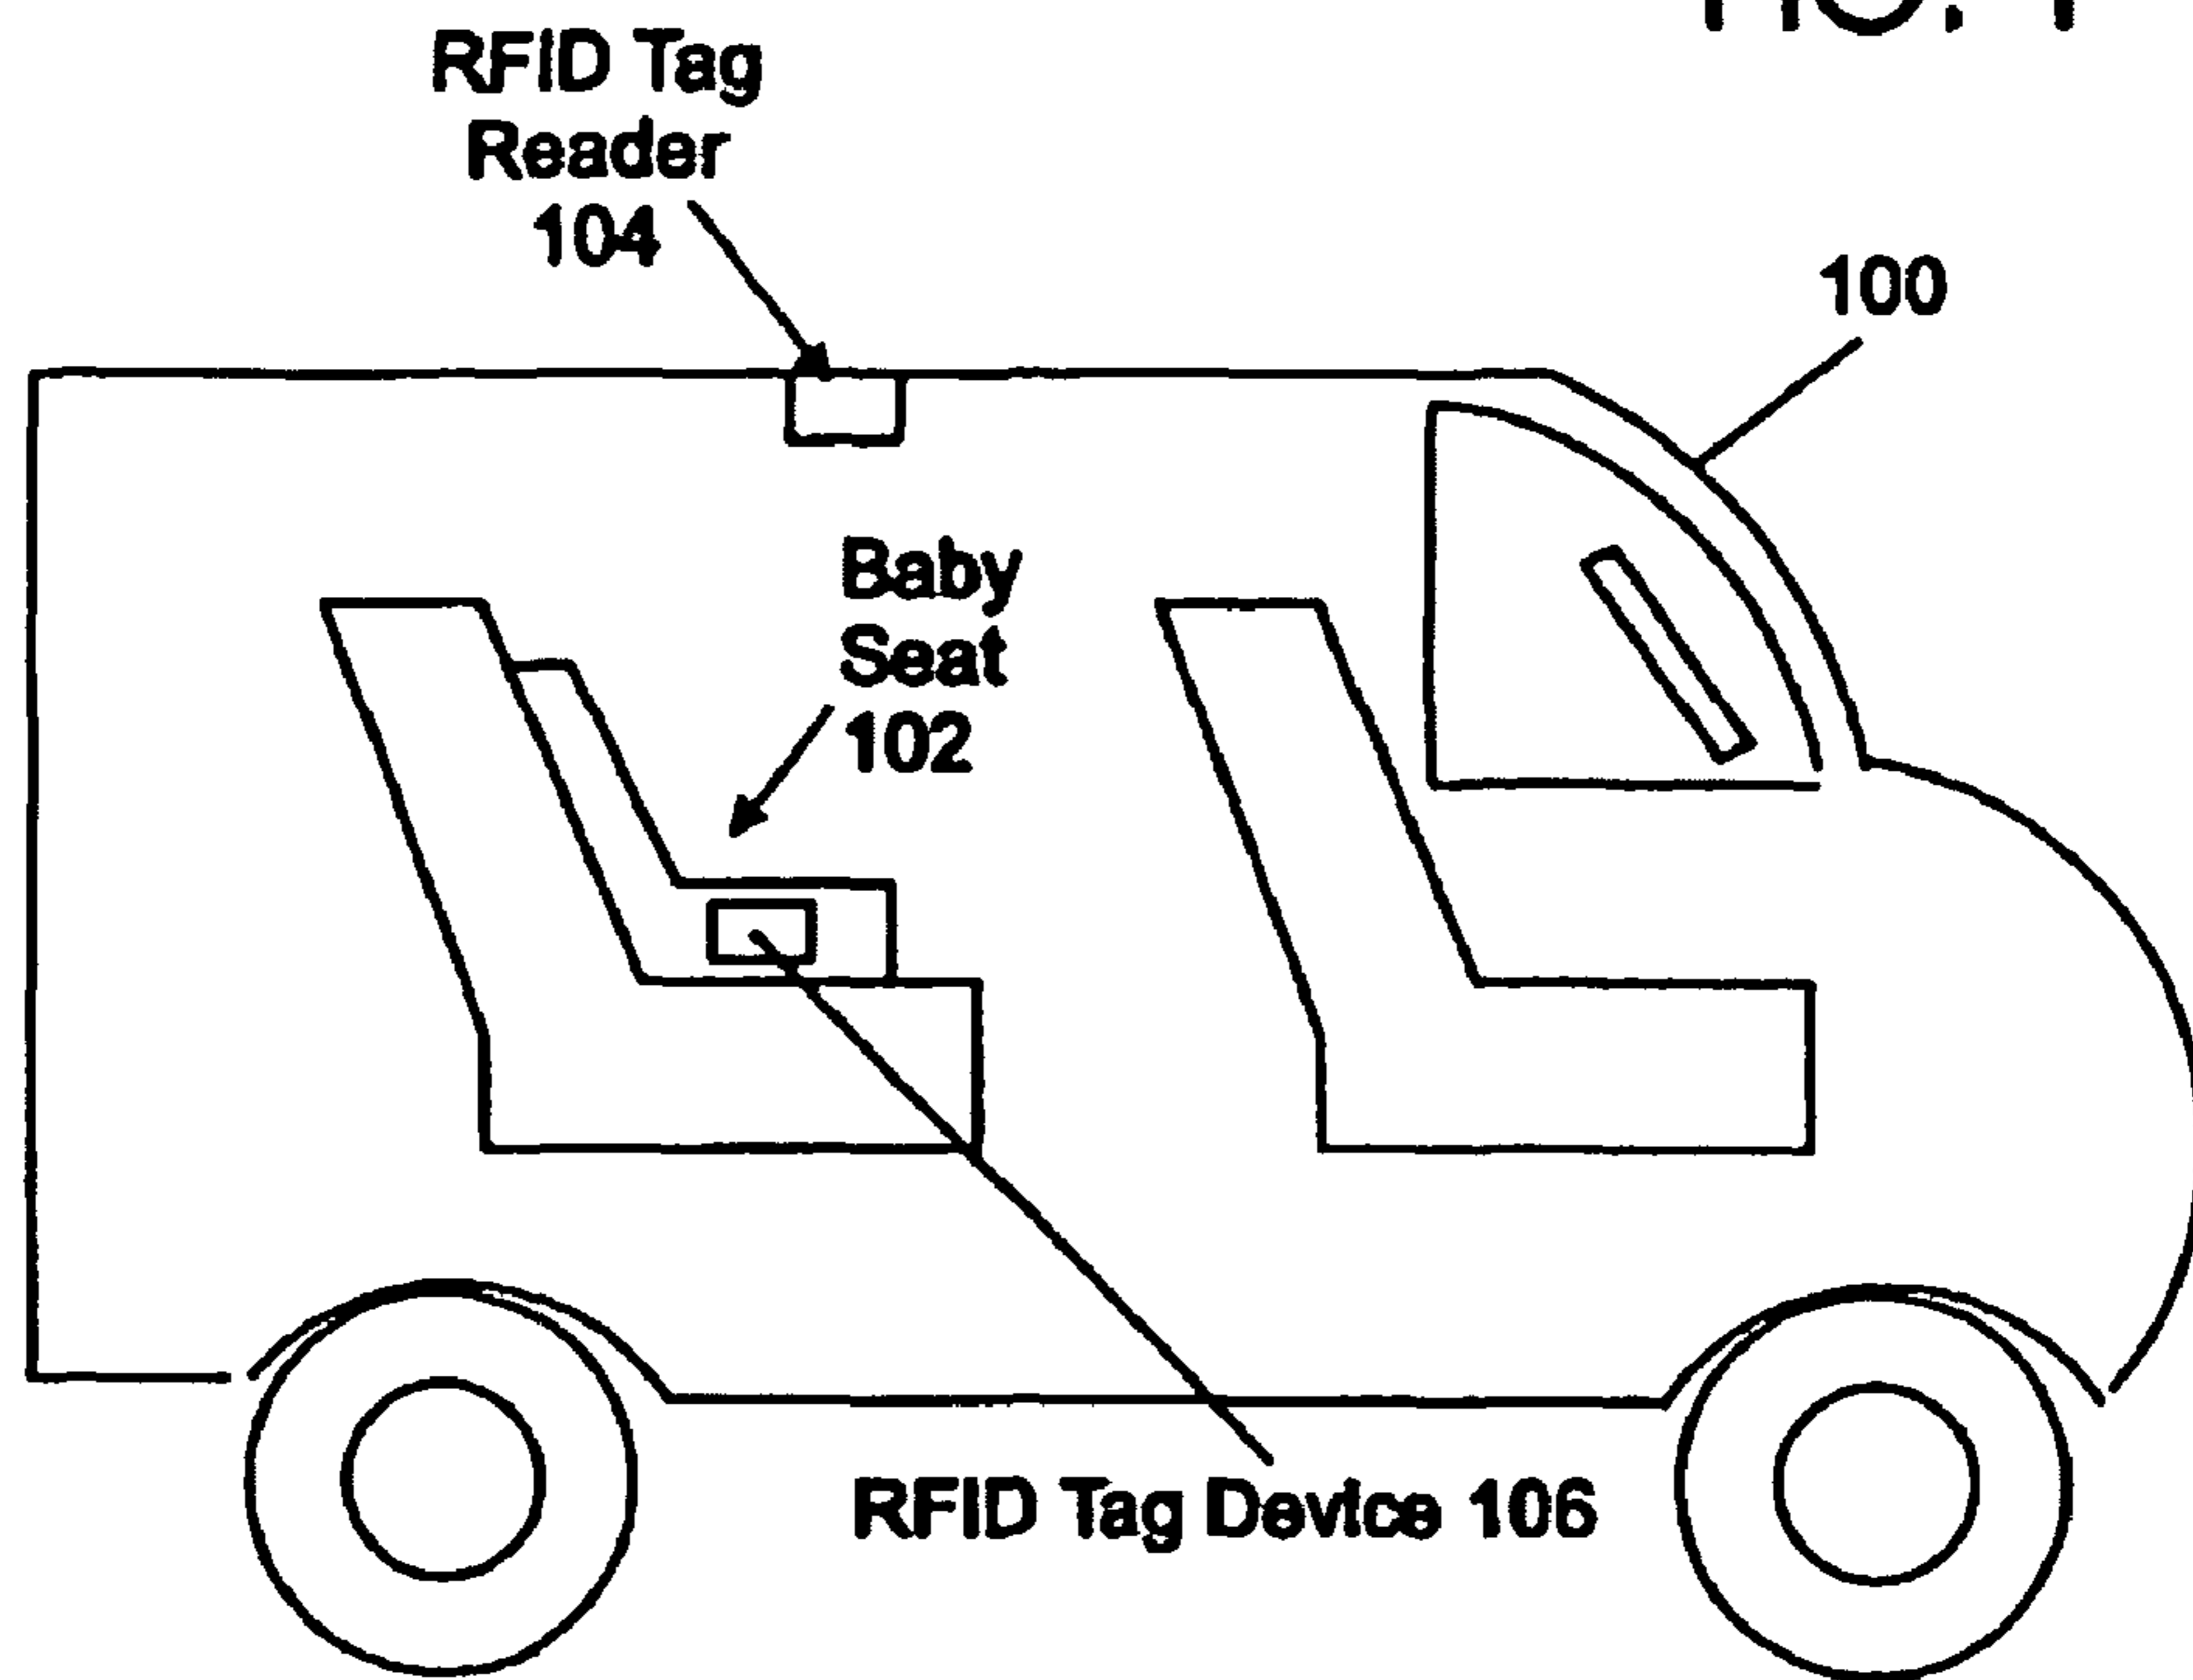 RFID Tag
Reader
104
100
Baby
Seat
102
RFID Tag Device 106